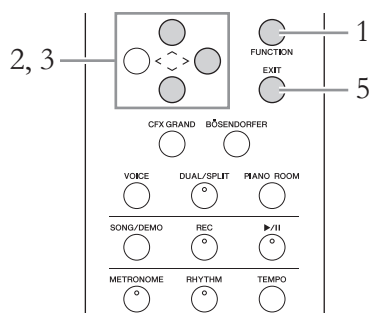 1
FUNCTION
2, 3
EXIT
5
CFX GRAND BÖSENDORFER
VOICE DUAL/SPLIT PIANO ROOM
SONG/DEMO REC ►/II
METRONOME RHYTHM TEMPO